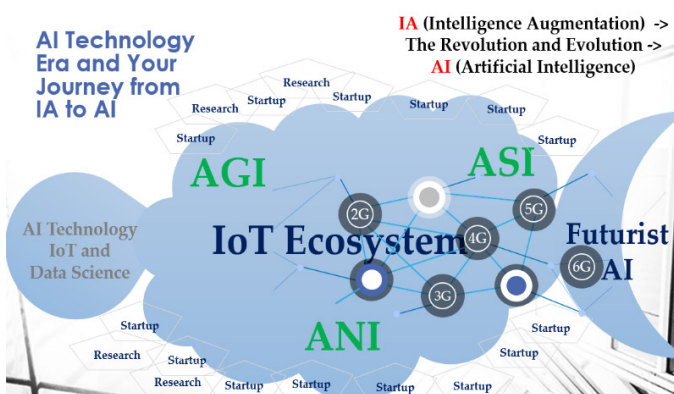 AI Technology
Era and Your
Journey from
IA to AI
IA (Intelligence Augmentation) ->
The Revolution and Evolution ->
AI (Artificial Intelligence)
Research
Startup
Research
Startup
Startup
Startup
Startup
Startup
AGI
ASI
2G
5G
4G
AI Technology
IoT and
Data Science
IoT Ecosystem
Futurist
AI
6G
3G
ANI
Startup
Research
Startup
Research
Startup
Startup
Startup
Startup
Startup
Startup